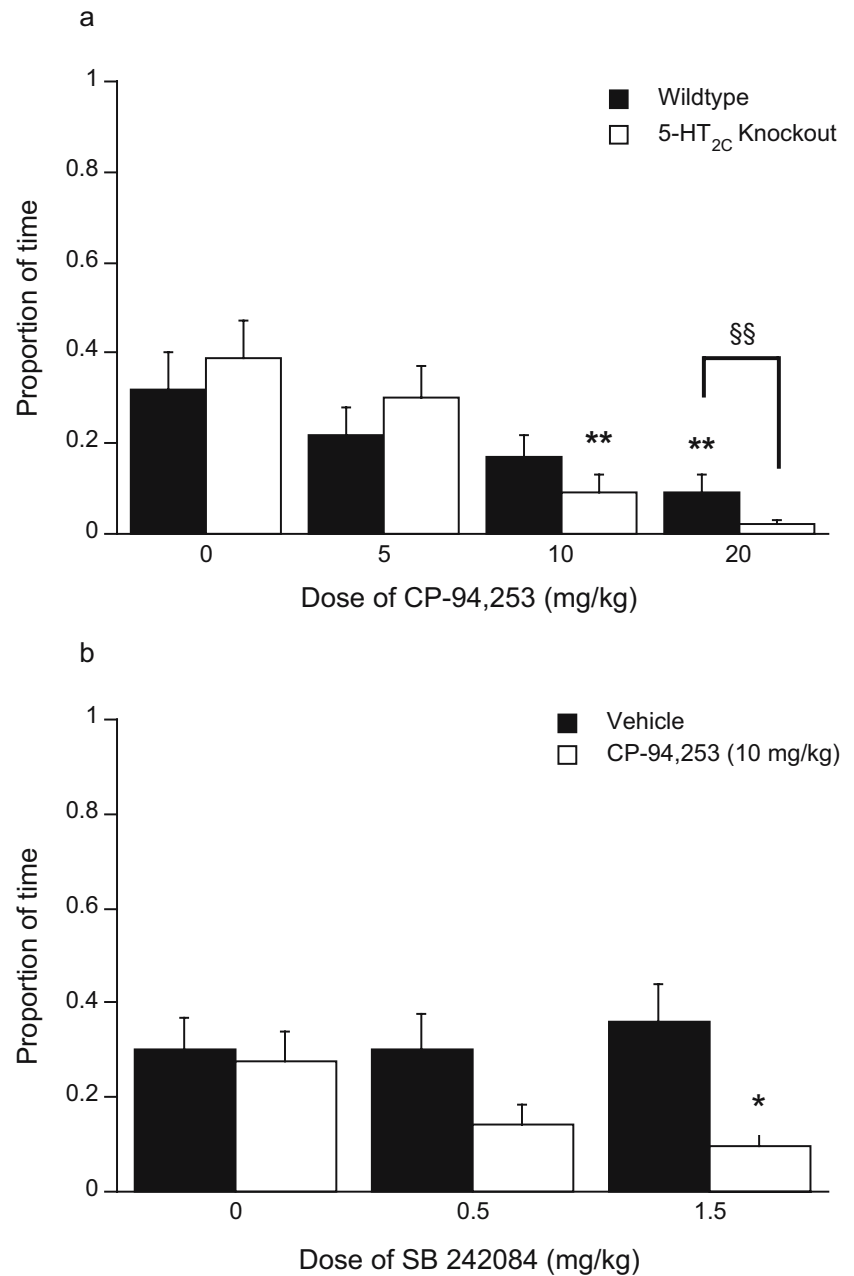 a
1
Wildtype
5-HT2C Knockout
0.8
0.6
Proportion of time
0.4
§§
**
**
0.2
0
0 5 10 20
Dose of CP-94,253 (mg/kg)
b
1
Vehicle
CP-94,253 (10 mg/kg)
0.8
0.6
Proportion of time
0.4
0.2
*
0
0 0.5 1.5
Dose of SB 242084 (mg/kg)